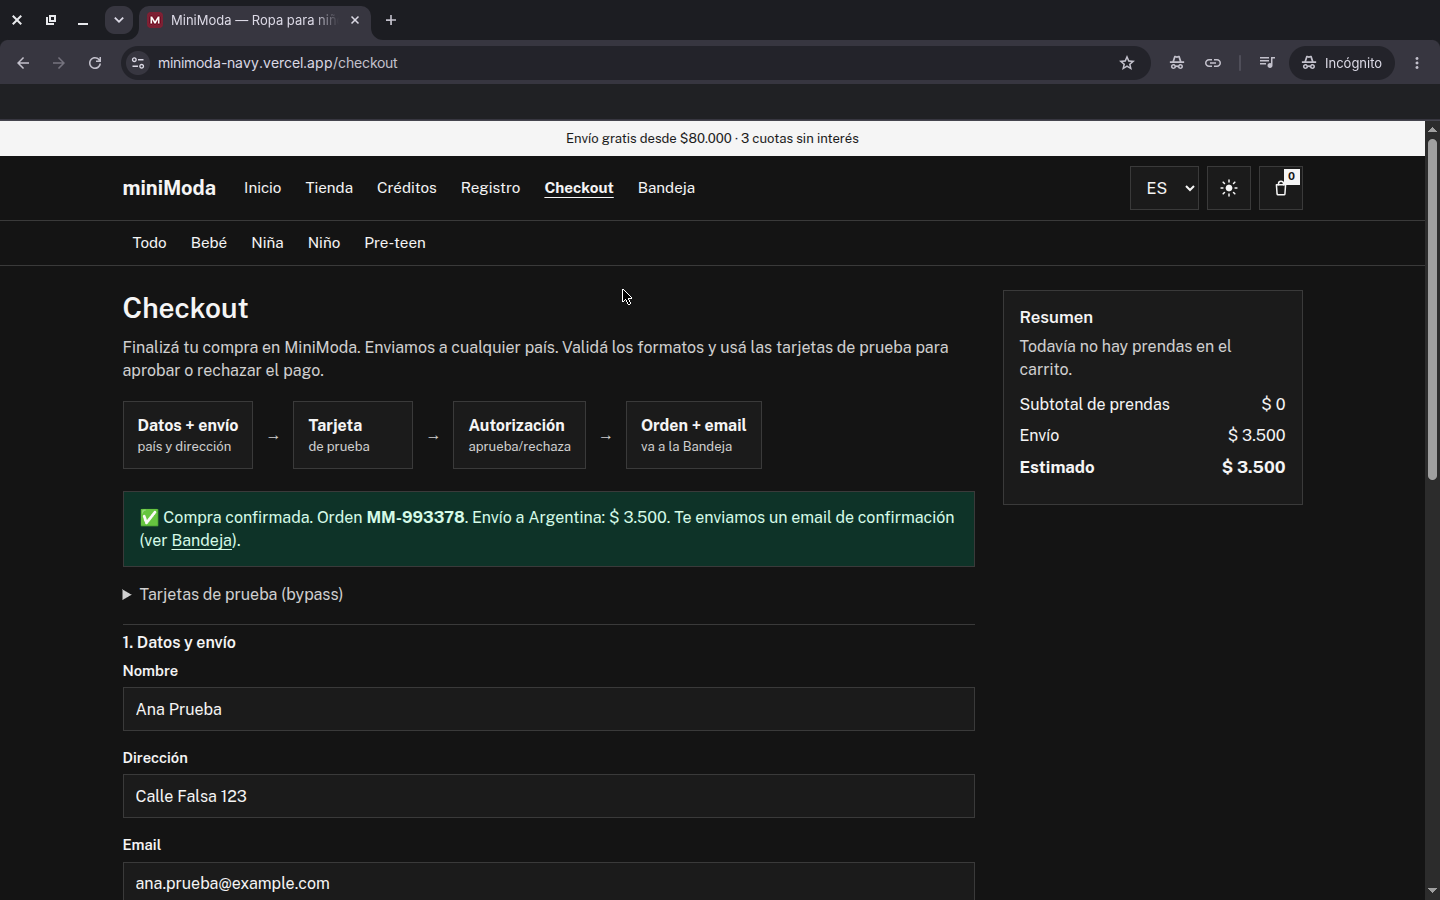 MiniModa — Ropa para niñ
minimoda-navy.vercel.app/checkout
Incógnito
Envío gratis desde $80.000 · 3 cuotas sin interés
miniModa Inicio Tienda Créditos Registro Checkout Bandeja ES 0
Todo Bebé Niña Niño Pre-teen
Checkout
Finalizá tu compra en MiniModa. Enviamos a cualquier país. Validá los formatos y usá las tarjetas de prueba para
aprobar o rechazar el pago.
Datos + envío → Tarjeta → Autorización → Orden + email
país y dirección de prueba aprueba/rechaza va a la Bandeja
✅ Compra confirmada. Orden MM-993378. Envío a Argentina: $ 3.500. Te enviamos un email de confirmación
(ver Bandeja).
▶ Tarjetas de prueba (bypass)
1. Datos y envío
Nombre
Ana Prueba
Dirección
Calle Falsa 123
Email
ana.prueba@example.com
Resumen
Todavía no hay prendas en el
carrito.
Subtotal de prendas $ 0
Envío $ 3.500
Estimado $ 3.500